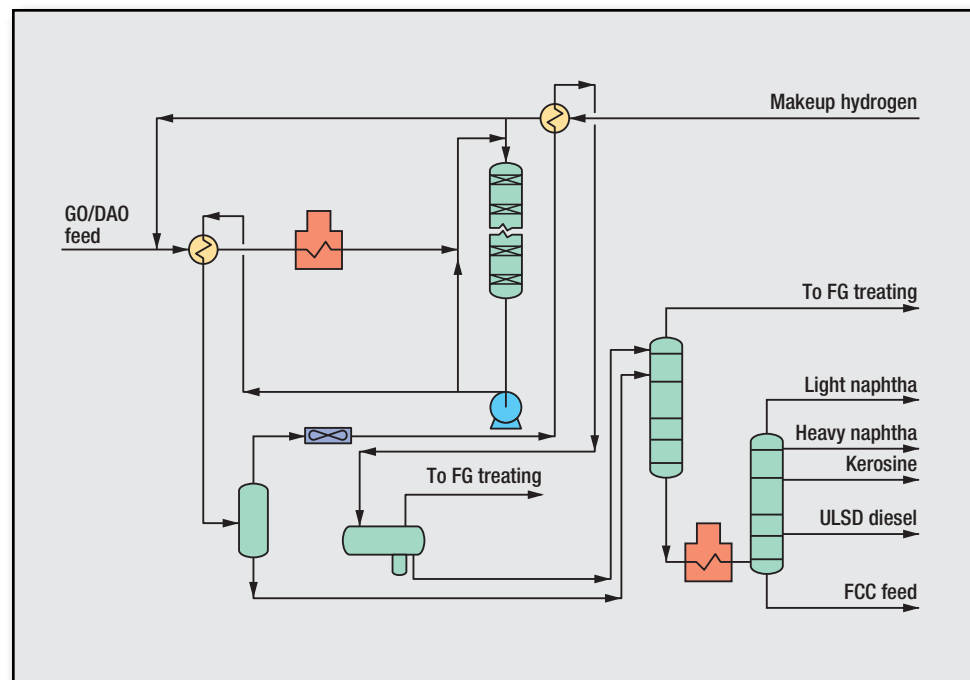 Makeup hydrogen
GO/DAO
feed
To FG treating
Light naphtha
Heavy naphtha
Kerosine
To FG treating
ULSD diesel
FCC feed